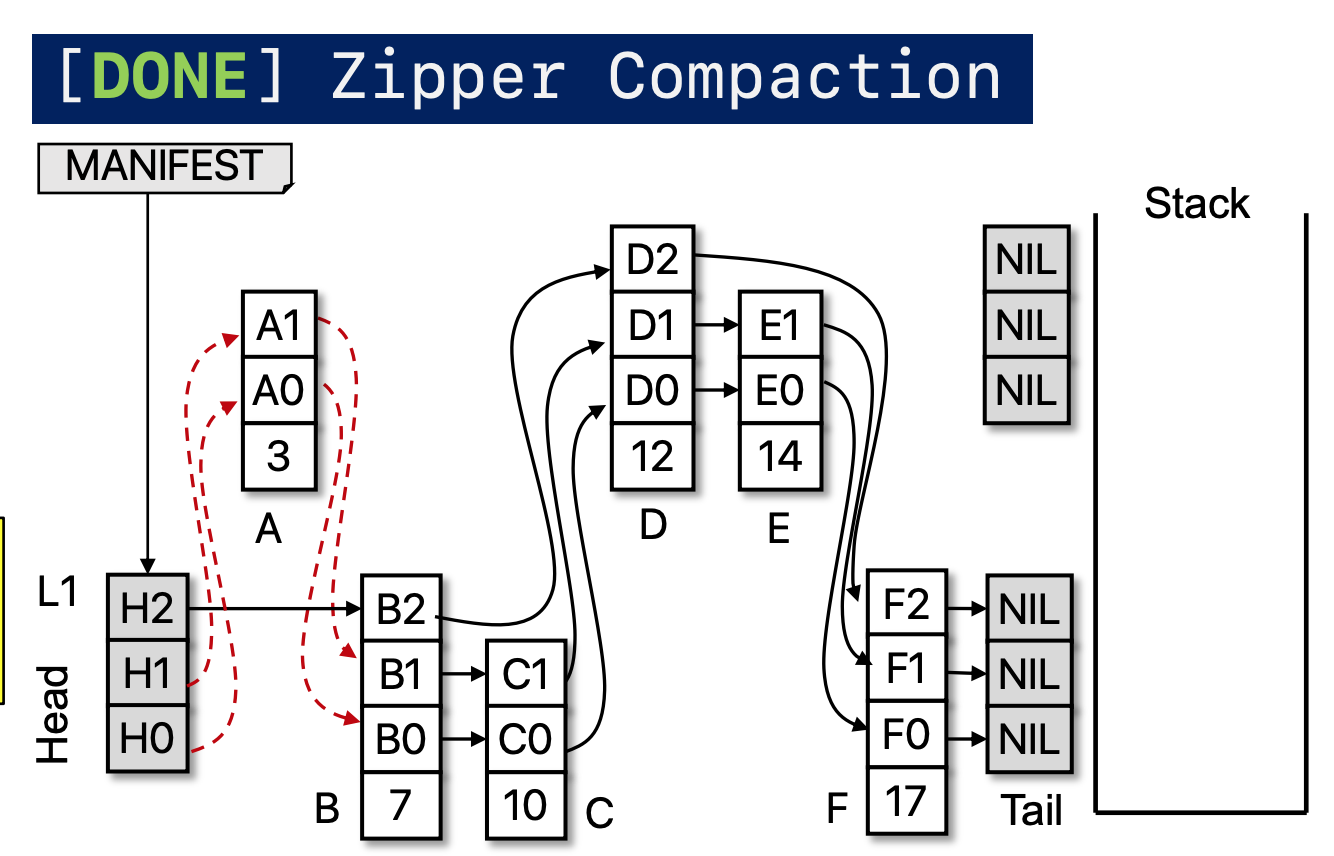 [DONE] Zipper Compaction
MANIFEST
Stack
D2
NIL
A1
D1
E1
NIL
A0
D0
E0
NIL
3
12
14
A
D
E
L1
H2
B2
F2
NIL
Head
H1
B1
C1
F1
NIL
H0
B0
C0
F0
NIL
B
7
10
C
F
17
Tail